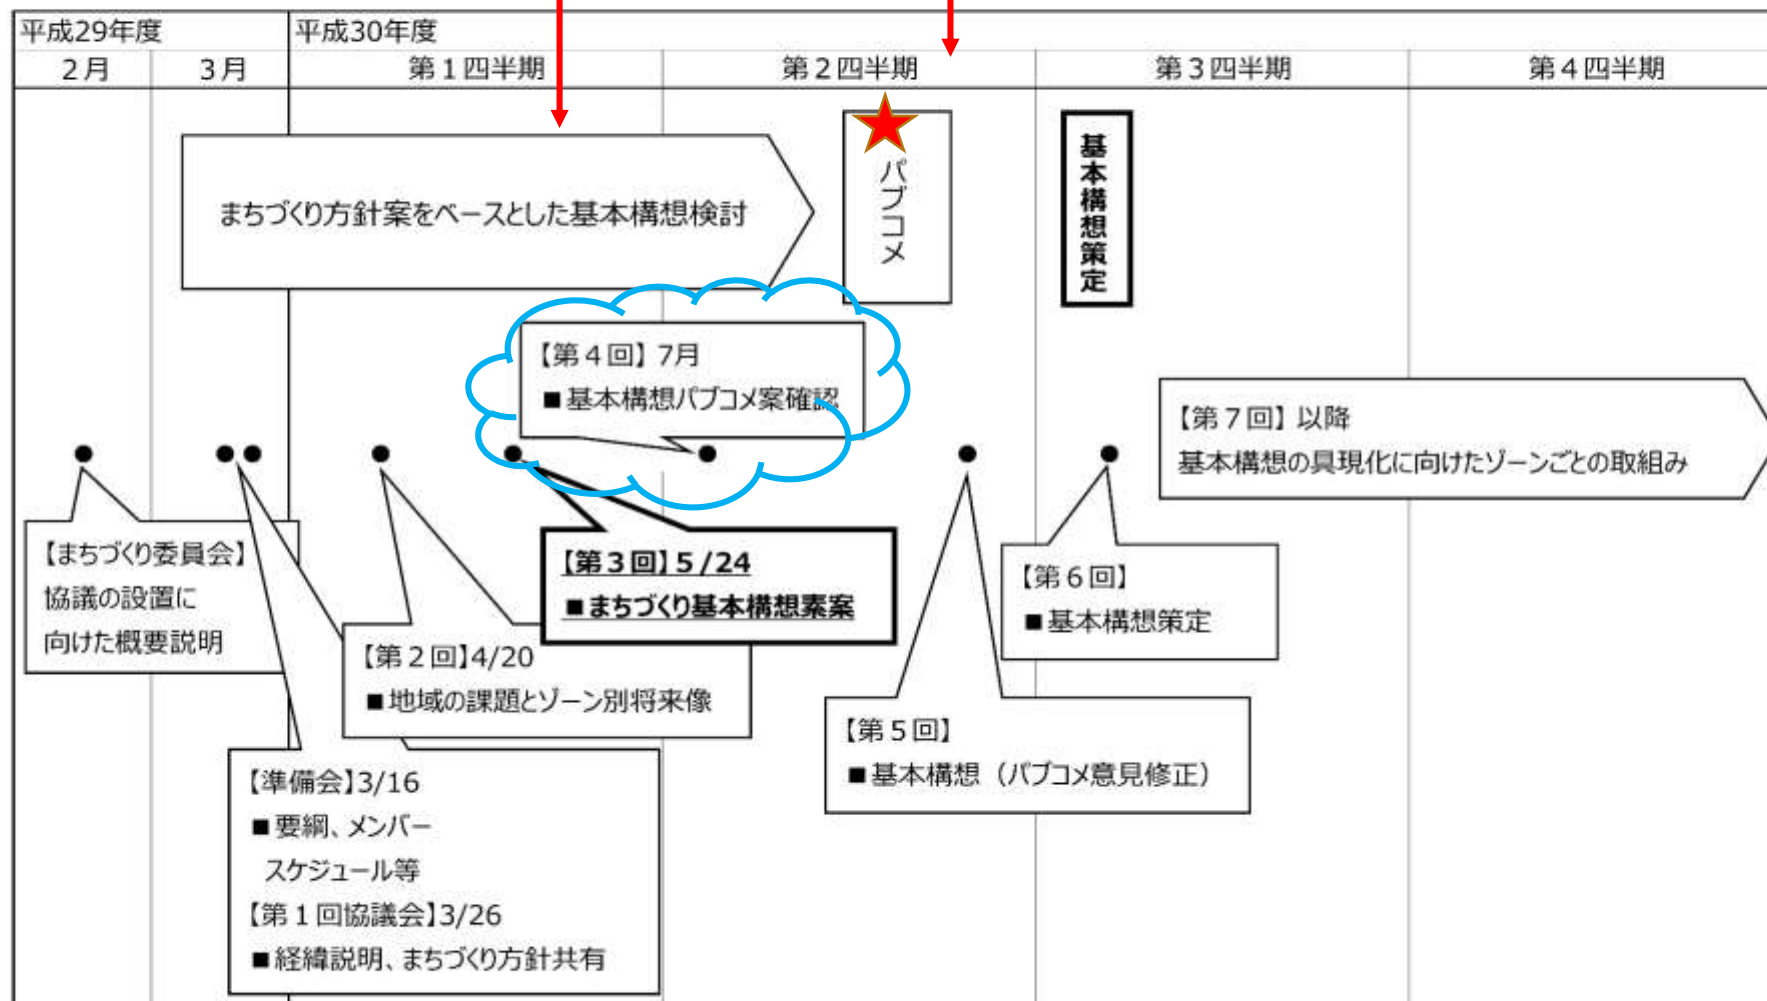 平成29年度
平成30年度
2月
3月
第1四半期
第2四半期
第3四半期
第4四半期
まちづくり方針案をベースとした基本構想検討
パブコメ
基本構想策定
【第4回】7月
■基本構想パブコメ案確認
【第7回】以降
基本構想の具現化に向けたゾーンごとの取組み
【まちづくり委員会】
協議の設置に
向けた概要説明
【第3回】5/24
■まちづくり基本構想素案
【第6回】
■基本構想策定
【第2回】4/20
■地域の課題とゾーン別将来像
【第5回】
■基本構想（パブコメ意見修正）
【準備会】3/16
■要綱、メンバー
スケジュール等
【第1回協議会】3/26
■経緯説明、まちづくり方針共有